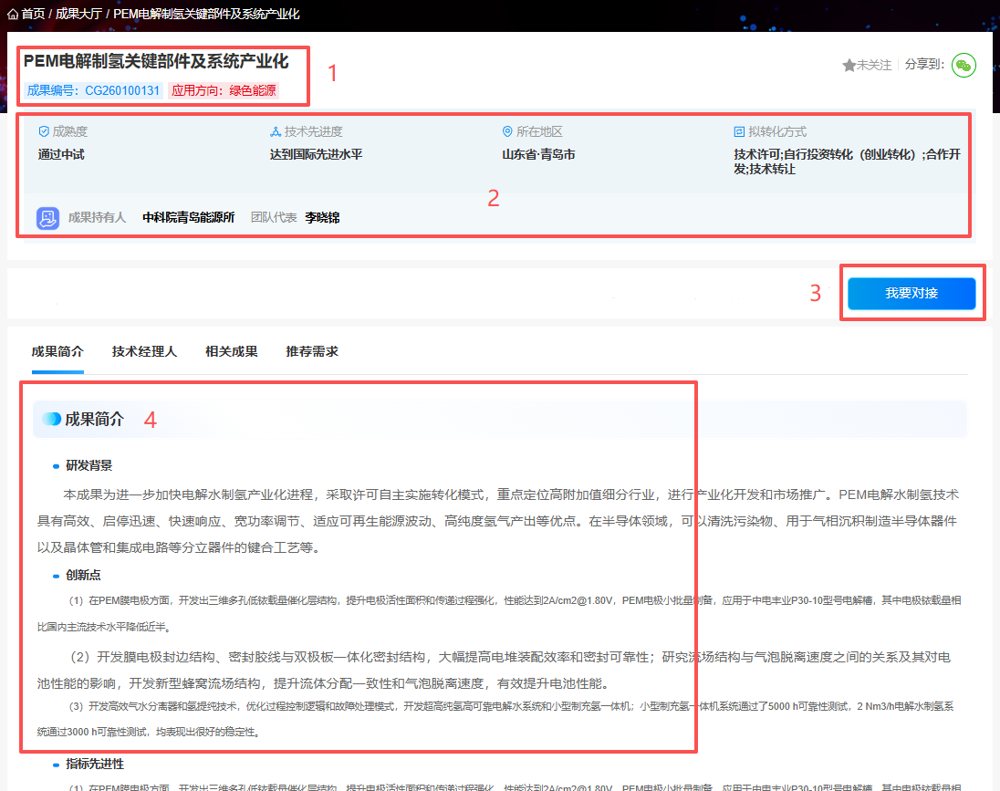 首页 / 成果大厅 / PEM电解制氢关键部件及系统产业化
PEM电解制氢关键部件及系统产业化
1
未关注 分享到:
成果编号: CG260100131 应用方向: 绿色能源
成熟度 技术先进度 所在地区 拟转化方式
通过中试 达到国际先进水平 山东省·青岛市 技术许可;自行投资转化（创业转化）;合作开
发;技术转让
2
成果持有人 中科院青岛能源所 团队代表 李晓锦
3 我要对接
成果简介 技术经理人 相关成果 推荐需求
成果简介 4
研发背景
本成果为进一步加快电解水制氢产业化进程，采取许可自主实施转化模式，重点定位高附加值细分行业，进行产业化开发和市场推广。PEM电解水制氢技术
具有高效、启停迅速、快速响应、宽功率调节、适应可再生能源波动、高纯度氢气产出等优点。在半导体领域，可以清洗污染物、用于气相沉积制造半导体器件
以及晶体管和集成电路等分立器件的键合工艺等。
创新点
（1）在PEM膜电极方面，开发出三维多孔低铱载量催化层结构，提升电极活性面积和传递过程强化，性能达到2A/cm2@1.80V，PEM电极小批量制备，应用于中电丰业P30-10型号电解槽，其中电极铱载量相
比国内主流技术水平降低近半。
（2）开发膜电极封边结构、密封胶线与双极板一体化密封结构，大幅提高电堆装配效率和密封可靠性；研究流场结构与气泡脱离速度之间的关系及其对电
池性能的影响，开发新型蜂窝流场结构，提升流体分配一致性和气泡脱离速度，有效提升电池性能。
（3）开发高效气水分离器和氢提纯技术，优化过程控制逻辑和故障处理模式，开发超高纯氢高可靠电解水系统和小型制充氢一体机；小型制充氢一体机系统通过了5000 h可靠性测试，2 Nm3/h电解水制氢系
统通过3000 h可靠性测试，均表现出很好的稳定性。
指标先进性
（1）在PEM膜电极方面，开发出三维多孔低铱载量催化层结构，提升电极活性面积和传递过程强化，性能达到2A/cm2@1.80V，PEM电极小批量制备，应用于中电丰业P30-10型号电解槽，其中电极铱载量相